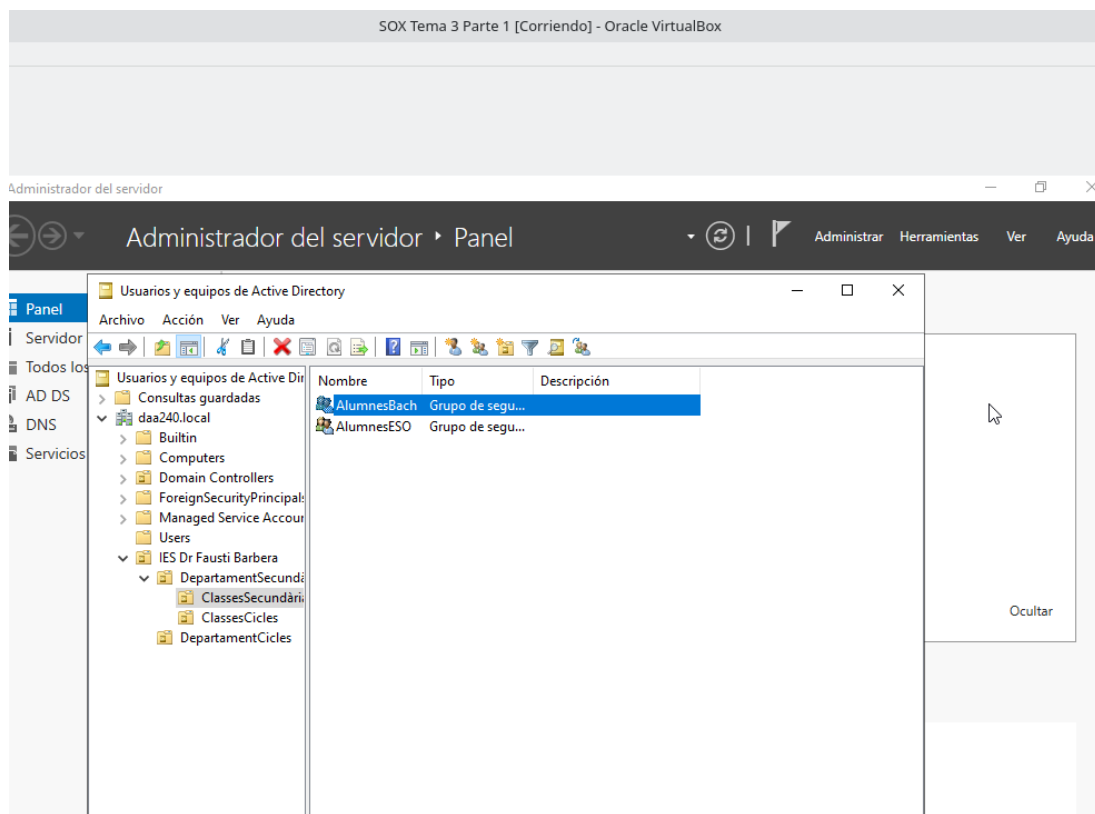 SOX Tema 3 Parte 1 [Corriendo] - Oracle VirtualBox
Administrador del servidor
Administrador del servidor ‣ Panel
Administrar Herramientas Ver Ayuda
Panel
Servidor
Todos los
AD DS
DNS
Servicios
Usuarios y equipos de Active Directory
Archivo Acción Ver Ayuda
Usuarios y equipos de Active Dir
Consultas guardadas
daa240.local
Builtin
Computers
Domain Controllers
ForeignSecurityPrincipals
Managed Service Accoun
Users
IES Dr Fausti Barbera
DepartamentSecundà
ClassesSecundàri
ClassesCicles
DepartamentCicles
Nombre Tipo Descripción
AlumnesBach Grupo de segu...
AlumnesESO Grupo de segu...
Ocultar